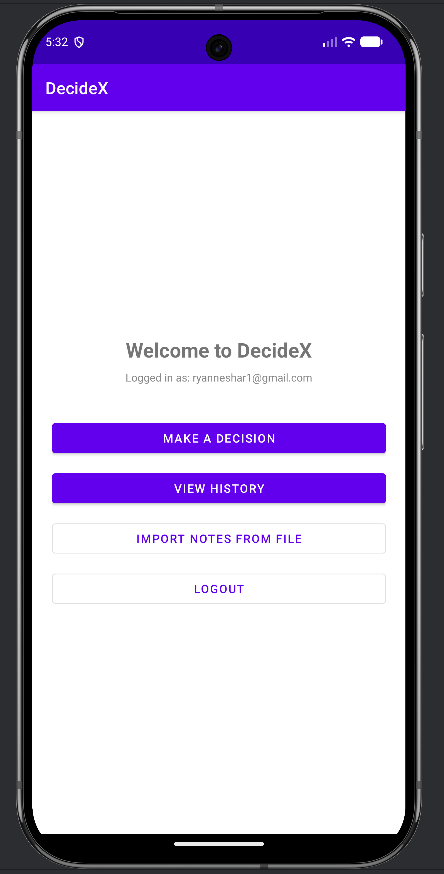 5:32
DecideX
Welcome to DecideX
Logged in as: ryanneshar1@gmail.com
MAKE A DECISION
VIEW HISTORY
IMPORT NOTES FROM FILE
LOGOUT